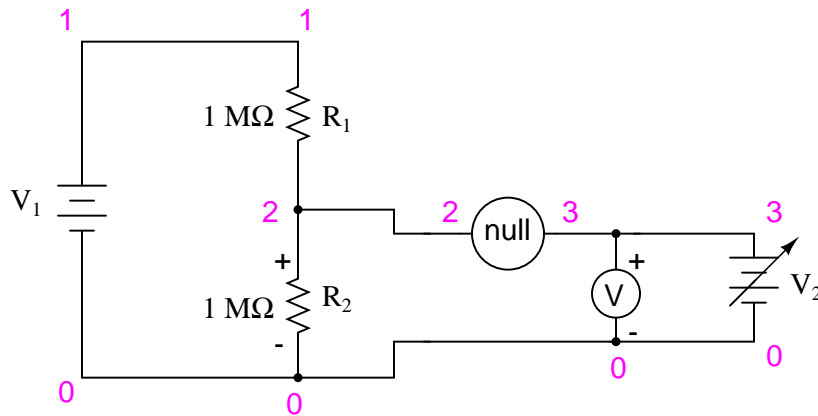 1 1
1 MΩ R1
V1
2 2 null 3 3
+ +
1 MΩ R2 V V2
- -
0 0 0 0